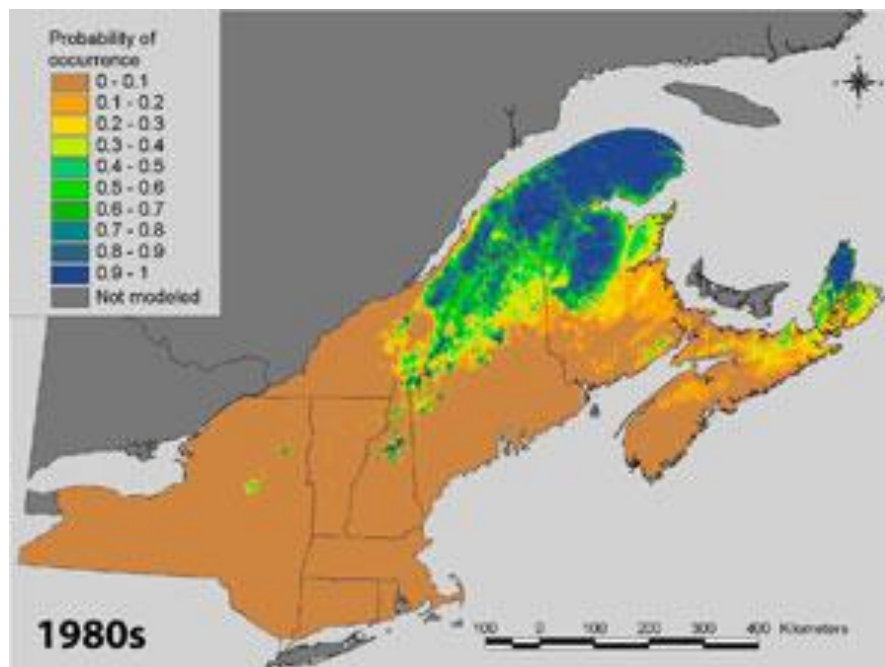 Probability of
occurrence
0 - 0.1
0.1 - 0.2
0.2 - 0.3
0.3 - 0.4
0.4 - 0.5
0.5 - 0.6
0.6 - 0.7
0.7 - 0.8
0.8 - 0.9
0.9 - 1
Not modeled
1980s
100 0 100 200 300 400 Kilometers